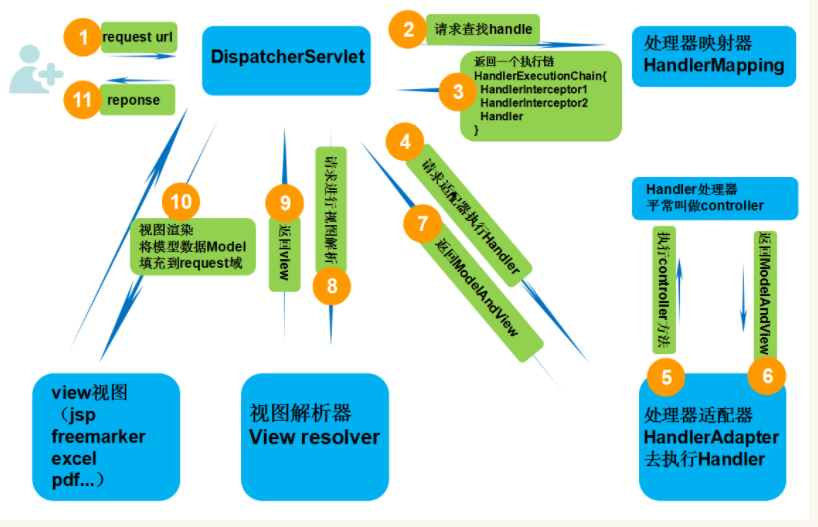 1
request url
DispatcherServlet
2
请求查找handle
处理器映射器
HandlerMapping
11
reponse
3
返回一个执行链
HandlerExecutionChain{
HandlerInterceptor1
HandlerInterceptor2
Handler
}
4
请求适配器执行Handler
7
返回ModelAndView
10
视图渲染
将模型数据Model
填充到request域
9
返回view
请求进行视图解析
8
Handler处理器
平常叫做controller
执行controller方法
5
返回ModelAndView
6
view视图
（jsp
freemarker
excel
pdf...）
视图解析器
View resolver
处理器适配器
HandlerAdapter
去执行Handler